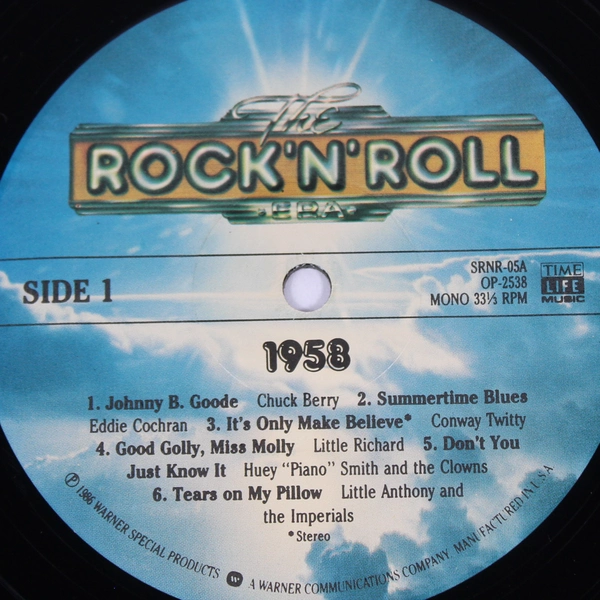 The
ROCK'N'ROLL
·ERA·
SIDE 1
SRNR-05A
OP-2538
MONO 33⅓ RPM
TIME
LIFE
MUSIC
1958
1. Johnny B. Goode Chuck Berry 2. Summertime Blues
Eddie Cochran 3. It's Only Make Believe* Conway Twitty
4. Good Golly, Miss Molly Little Richard 5. Don't You
Just Know It Huey "Piano" Smith and the Clowns
6. Tears on My Pillow Little Anthony and
the Imperials
*Stereo
Ⓟ 1986 WARNER SPECIAL PRODUCTS A WARNER COMMUNICATIONS COMPANY. MANUFACTURED IN U.S.A